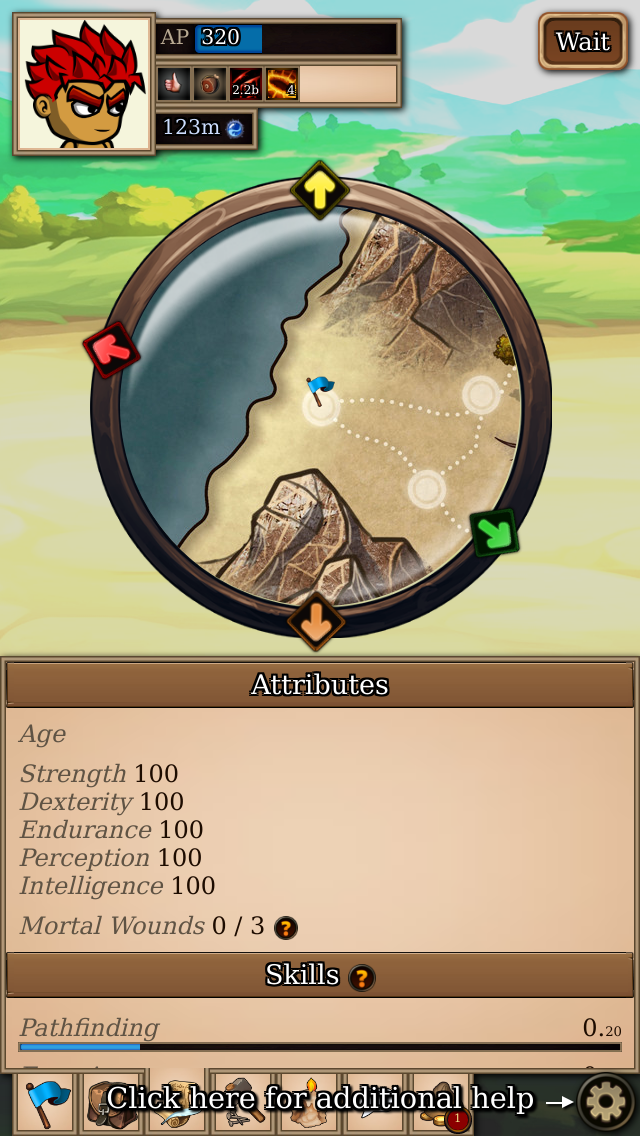 AP 320
Wait
2.2b
4
123m
Attributes
Age
Strength 100
Dexterity 100
Endurance 100
Perception 100
Intelligence 100
Mortal Wounds 0 / 3 ?
Skills ?
Pathfinding 0.20
Click here for additional help →
1